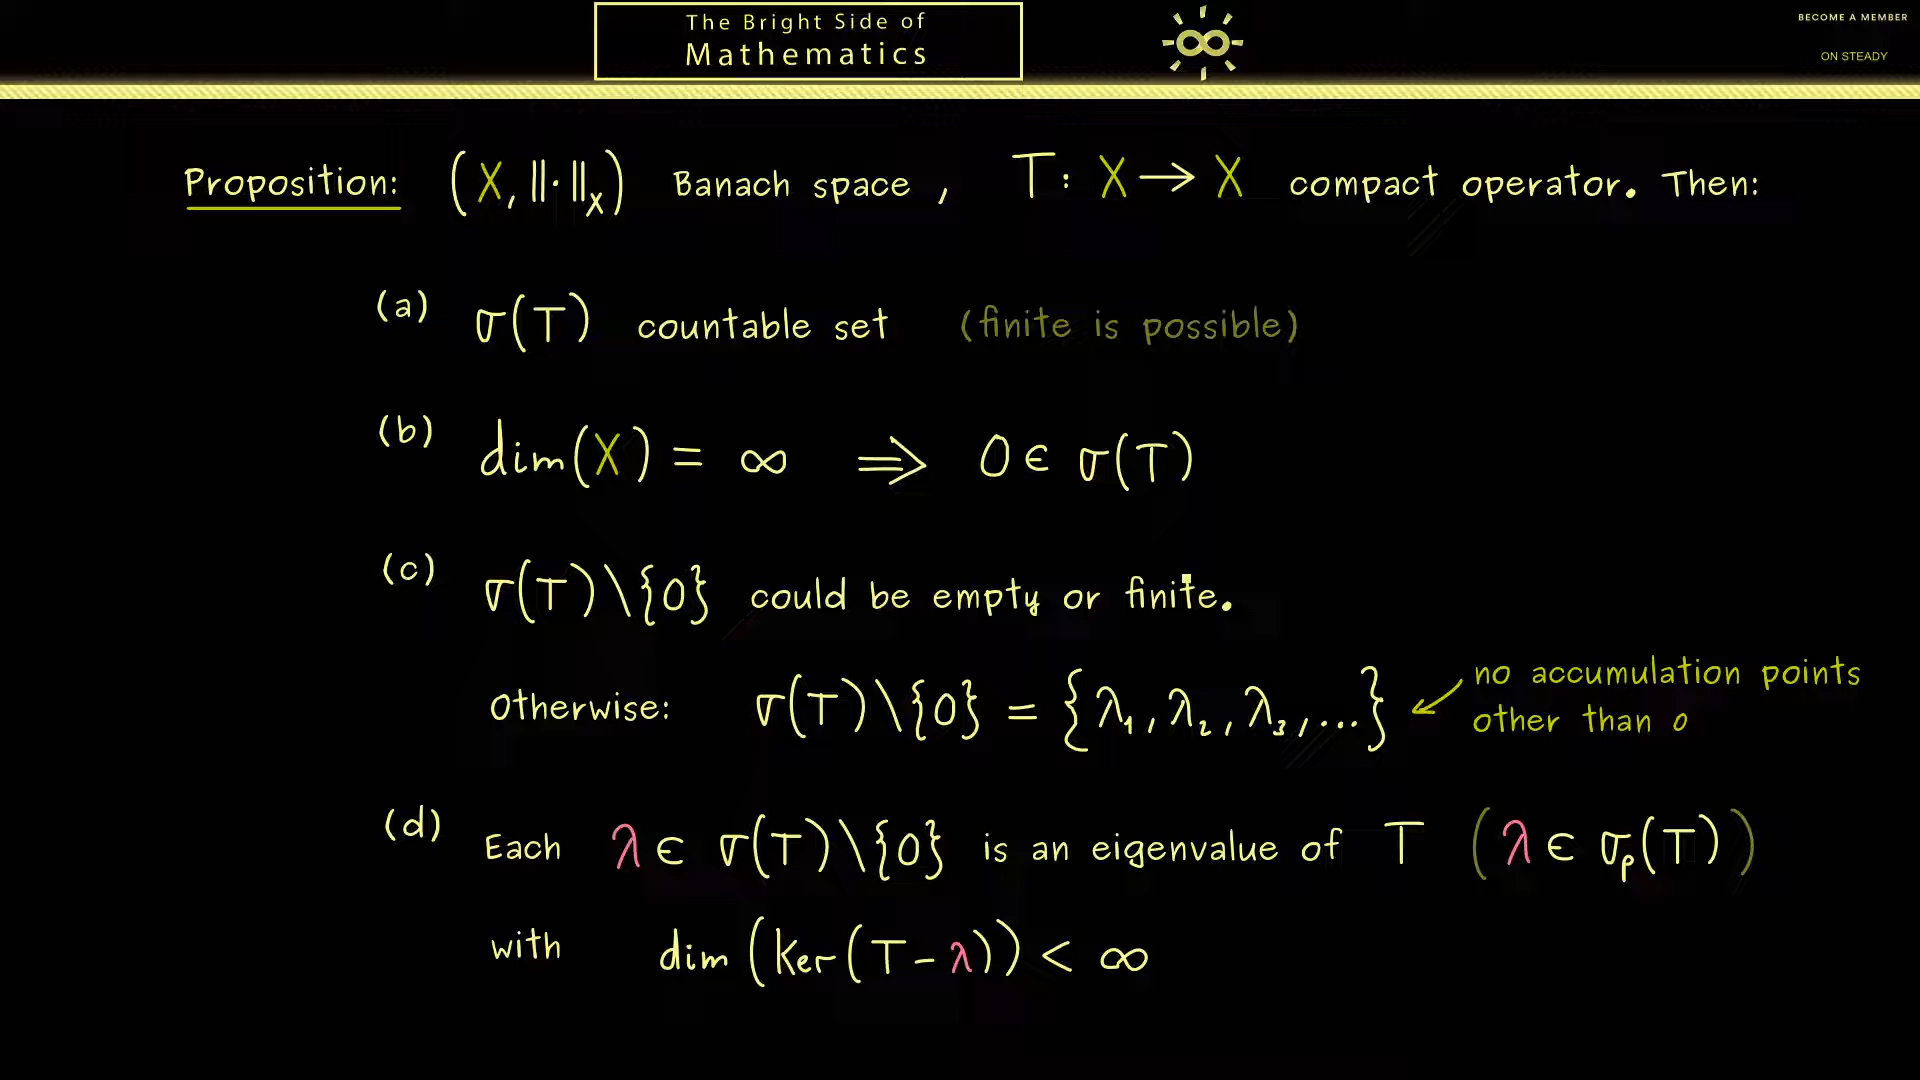 The Bright Side of
Mathematics
BECOME A MEMBER
ON STEADY
Proposition: (X, ‖·‖_X) Banach space , T: X → X compact operator. Then:
(a) σ(T) countable set (finite is possible)
(b) dim(X) = ∞ ⟹ 0 ∈ σ(T)
(c) σ(T)\{0} could be empty or finite.
Otherwise: σ(T)\{0} = {λ₁, λ₂, λ₃, ...} no accumulation points
other than 0
(d) Each λ ∈ σ(T)\{0} is an eigenvalue of T (λ ∈ σ_p(T))
with dim(Ker(T-λ)) < ∞